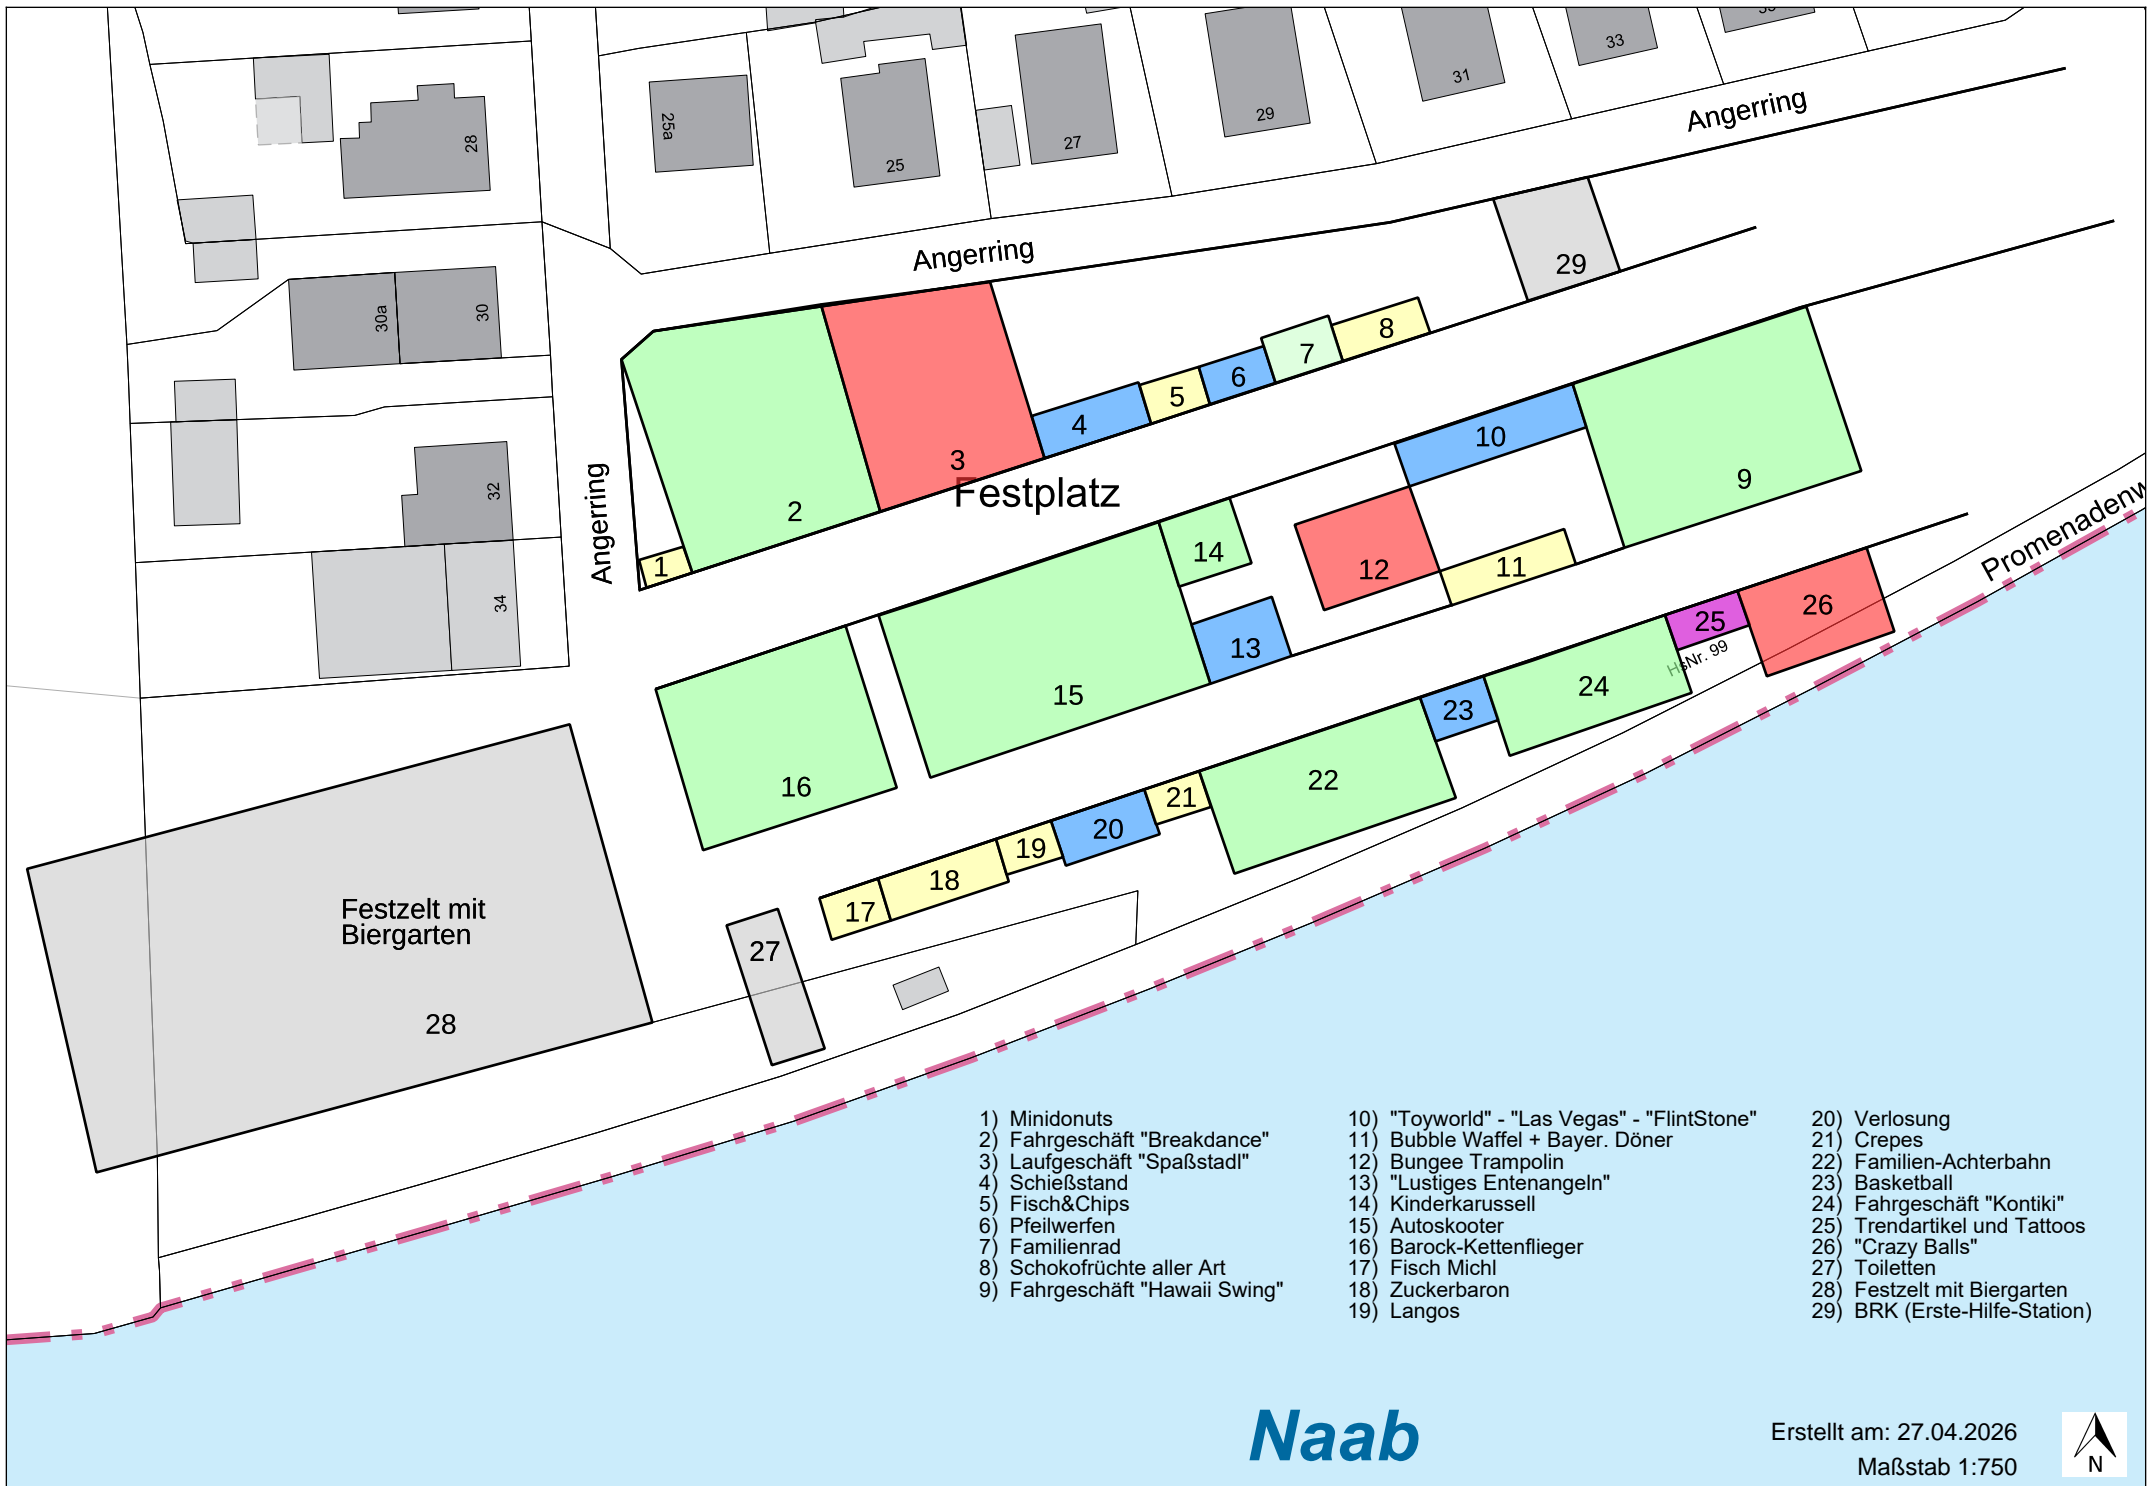 33
31
29
27
25
25a
28
Angerring
Angerring
30a
30
29
8
7
6
5
4
3
2
1
Festplatz
Angerring
32
34
10
9
14
12
11
13
15
16
Promenadenw
26
25
HsNr. 99
24
23
22
21
20
19
18
17
27
Festzelt mit
Biergarten
28
1) Minidonuts
2) Fahrgeschäft "Breakdance"
3) Laufgeschäft "Spaßstadl"
4) Schießstand
5) Fisch&Chips
6) Pfeilwerfen
7) Familienrad
8) Schokofrüchte aller Art
9) Fahrgeschäft "Hawaii Swing"
10) "Toyworld" - "Las Vegas" - "FlintStone"
11) Bubble Waffel + Bayer. Döner
12) Bungee Trampolin
13) "Lustiges Entenangeln"
14) Kinderkarussell
15) Autoskooter
16) Barock-Kettenflieger
17) Fisch Michl
18) Zuckerbaron
19) Langos
20) Verlosung
21) Crepes
22) Familien-Achterbahn
23) Basketball
24) Fahrgeschäft "Kontiki"
25) Trendartikel und Tattoos
26) "Crazy Balls"
27) Toiletten
28) Festzelt mit Biergarten
29) BRK (Erste-Hilfe-Station)
Naab
Erstellt am: 27.04.2026
Maßstab 1:750
N